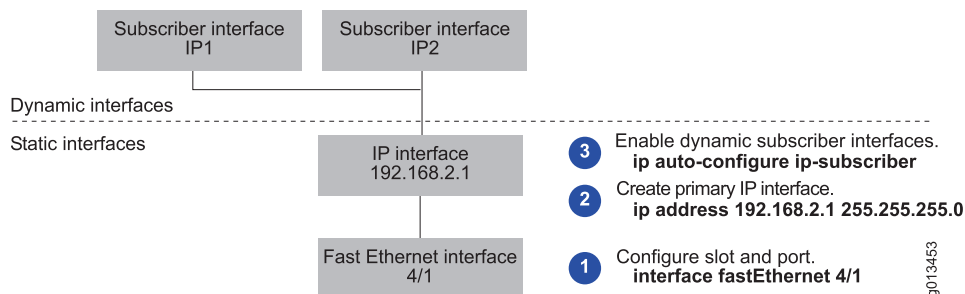 Subscriber interface
IP1
Subscriber interface
IP2
Dynamic interfaces
Static interfaces
IP interface
192.168.2.1
3
Enable dynamic subscriber interfaces.
ip auto-configure ip-subscriber
2
Create primary IP interface.
ip address 192.168.2.1 255.255.255.0
Fast Ethernet interface
4/1
1
Configure slot and port.
interface fastEthernet 4/1
g013453